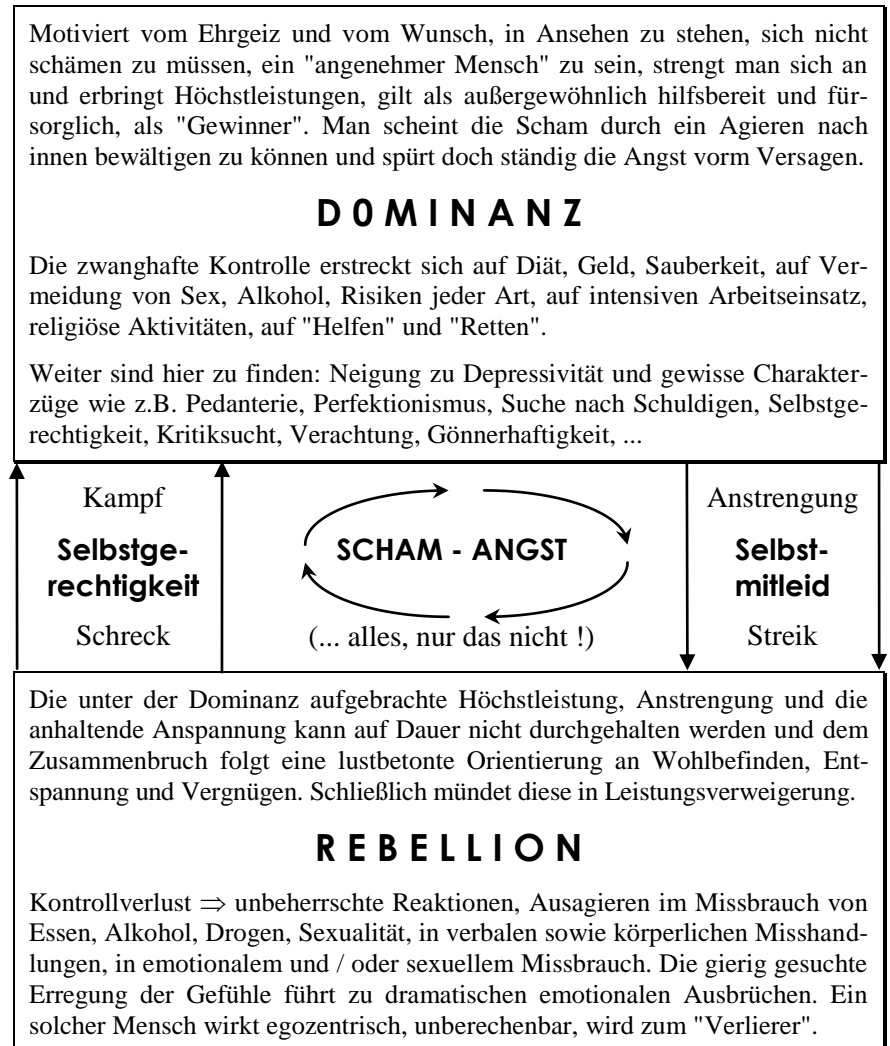 Motiviert vom Ehrgeiz und vom Wunsch, in Ansehen zu stehen, sich nicht
schämen zu müssen, ein "angenehmer Mensch" zu sein, strengt man sich an
und erbringt Höchstleistungen, gilt als außergewöhnlich hilfsbereit und für-
sorglich, als "Gewinner". Man scheint die Scham durch ein Agieren nach
innen bewältigen zu können und spürt doch ständig die Angst vorm Versagen.
D 0 M I N A N Z
Die zwanghafte Kontrolle erstreckt sich auf Diät, Geld, Sauberkeit, auf Ver-
meidung von Sex, Alkohol, Risiken jeder Art, auf intensiven Arbeitseinsatz,
religiöse Aktivitäten, auf "Helfen" und "Retten".
Weiter sind hier zu finden: Neigung zu Depressivität und gewisse Charakter-
züge wie z.B. Pedanterie, Perfektionismus, Suche nach Schuldigen, Selbstge-
rechtigkeit, Kritiksucht, Verachtung, Gönnerhaftigkeit, ...
Kampf
Selbstge-
rechtigkeit
Schreck
SCHAM - ANGST
(... alles, nur das nicht !)
Anstrengung
Selbst-
mitleid
Streik
Die unter der Dominanz aufgebrachte Höchstleistung, Anstrengung und die
anhaltende Anspannung kann auf Dauer nicht durchgehalten werden und dem
Zusammenbruch folgt eine lustbetonte Orientierung an Wohlbefinden, Ent-
spannung und Vergnügen. Schließlich mündet diese in Leistungsverweigerung.
R E B E L L I O N
Kontrollverlust ⇒ unbeherrschte Reaktionen, Ausagieren im Missbrauch von
Essen, Alkohol, Drogen, Sexualität, in verbalen sowie körperlichen Misshand-
lungen, in emotionalem und / oder sexuellem Missbrauch. Die gierig gesuchte
Erregung der Gefühle führt zu dramatischen emotionalen Ausbrüchen. Ein
solcher Mensch wirkt egozentrisch, unberechenbar, wird zum "Verlierer".